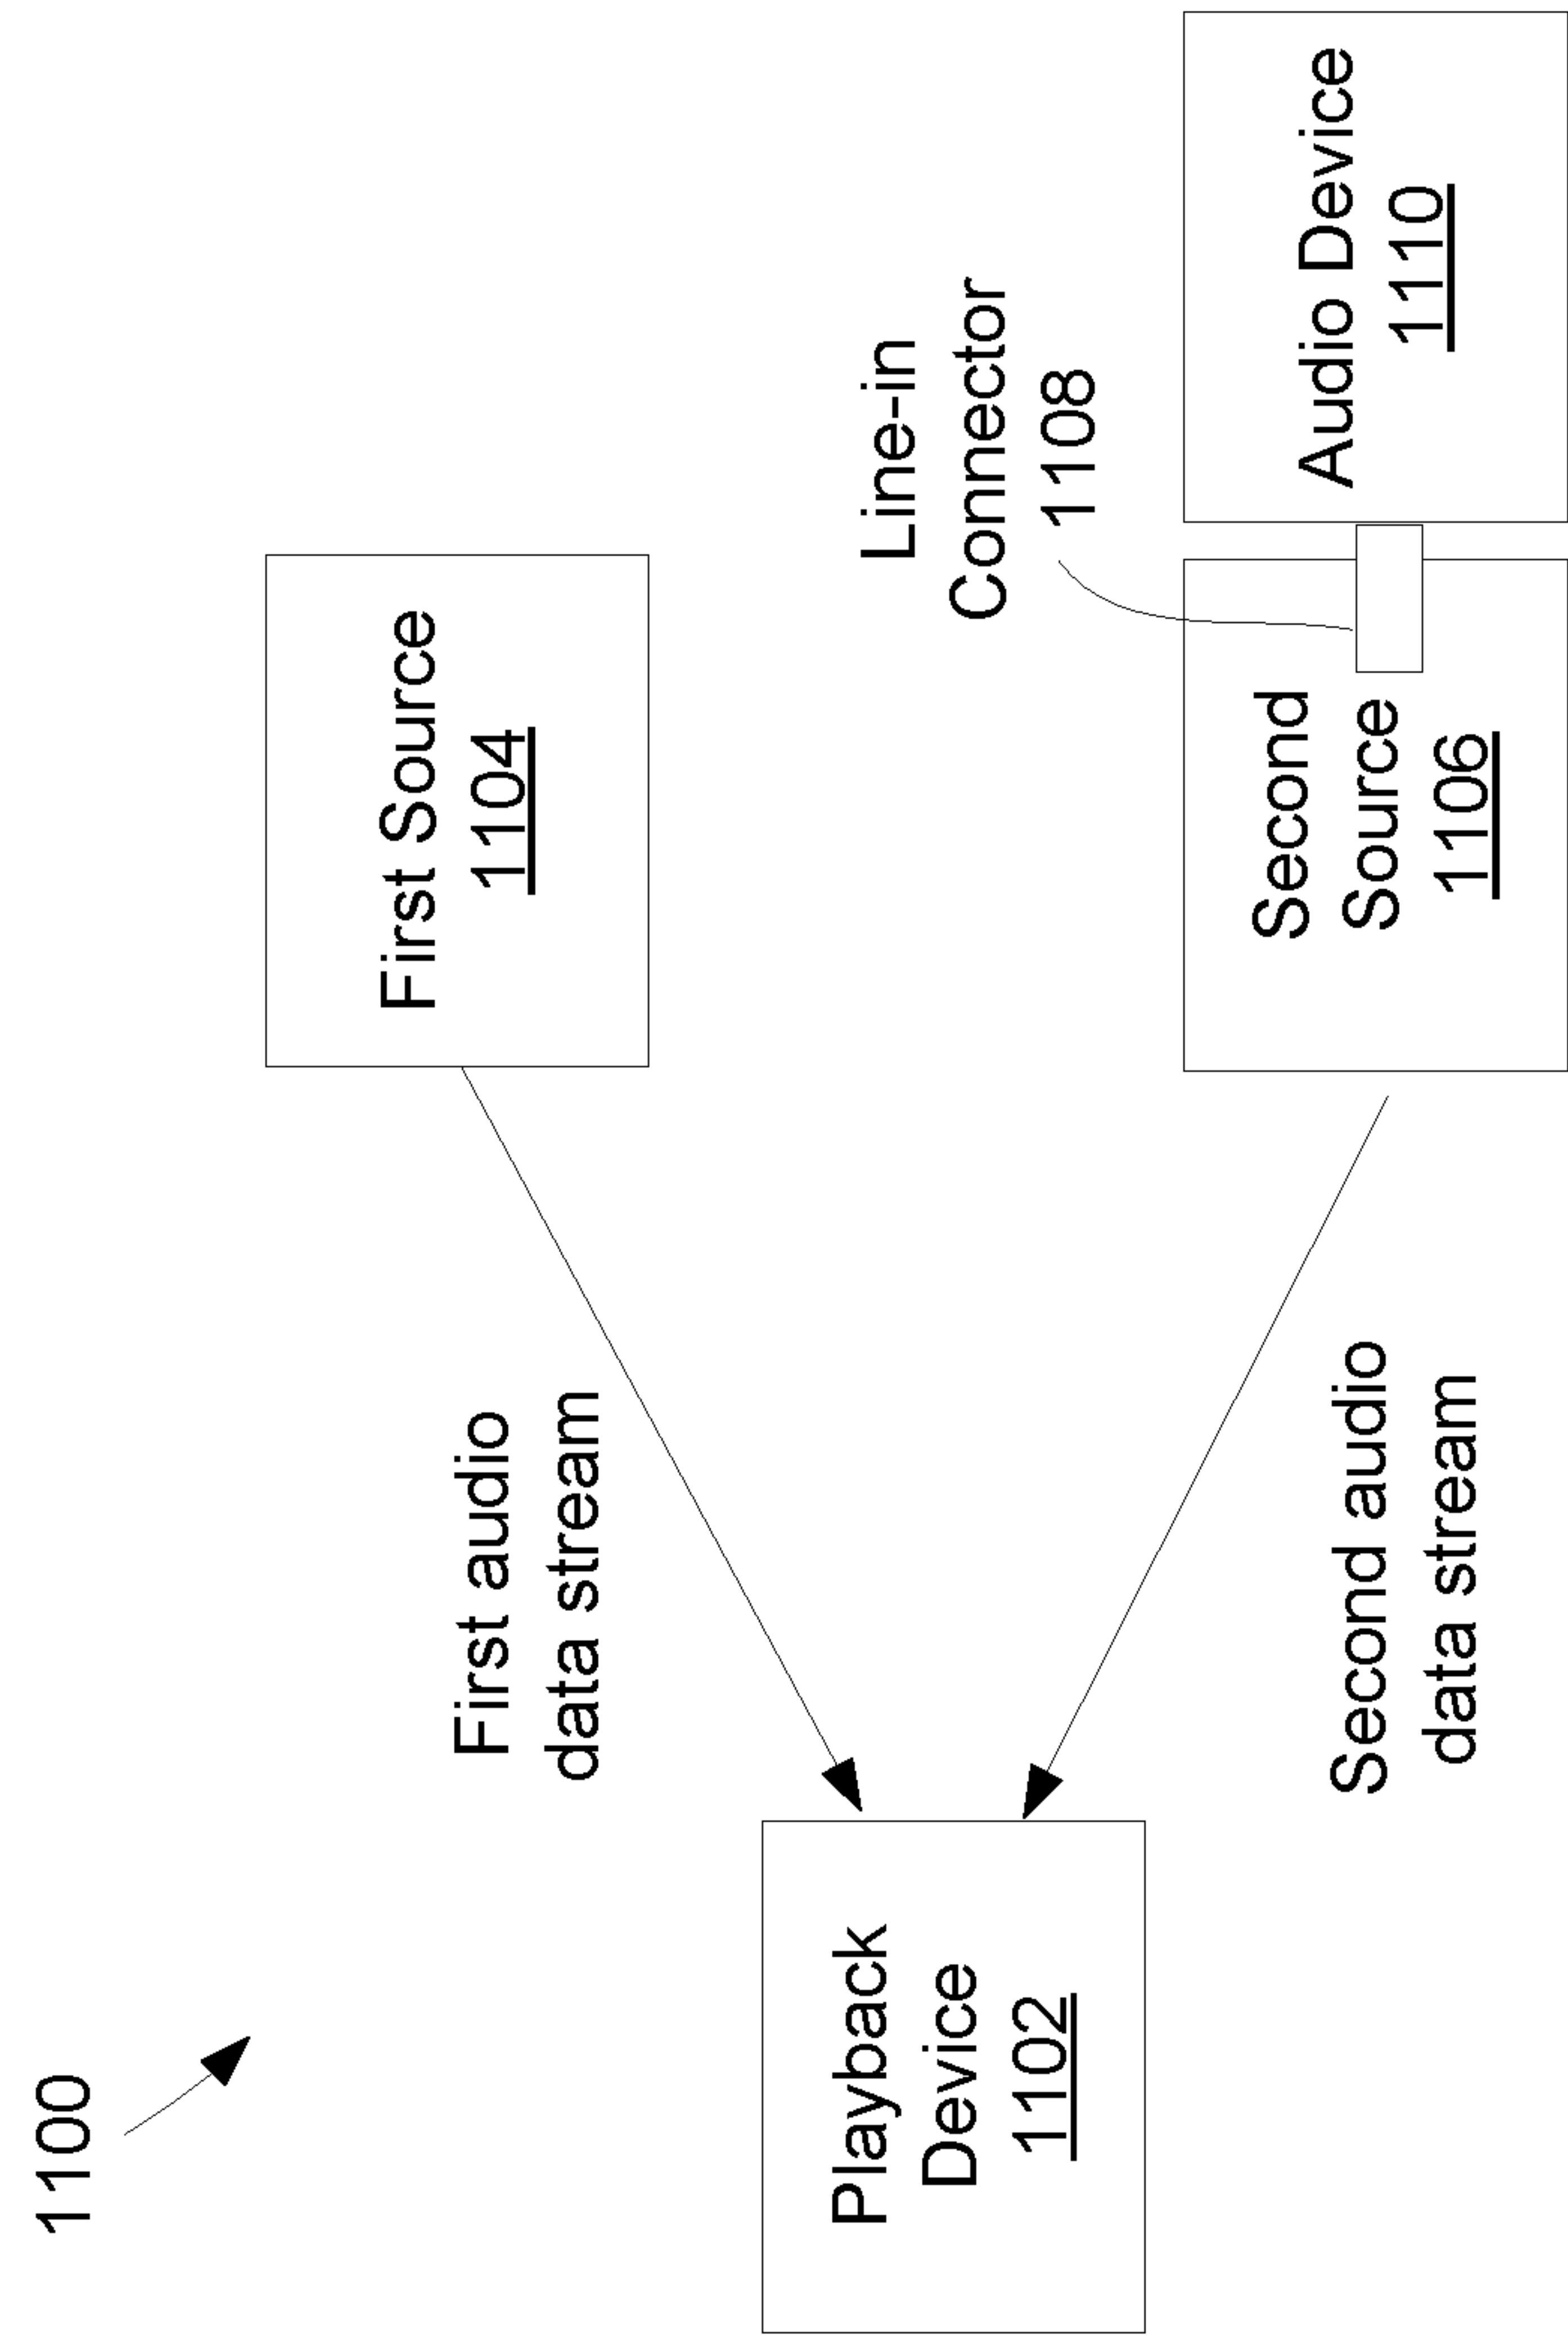 1100
First Source
1104
First audio
data stream
Playback
Device
1102
Line-in
Connector
1108
Second
Source
1106
Audio Device
1110
Second audio
data stream